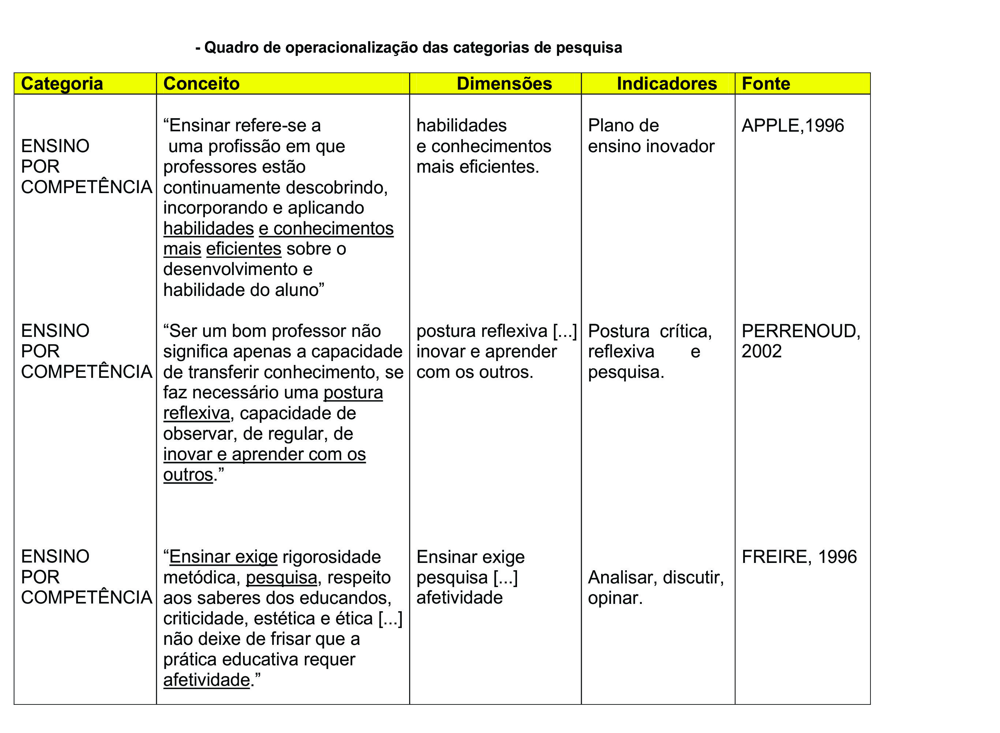 - Quadro de operacionalização das categorias de pesquisa
Categoria Conceito Dimensões Indicadores Fonte
ENSINO
POR
COMPETÊNCIA
“Ensinar refere-se a
uma profissão em que
professores estão
continuamente descobrindo,
incorporando e aplicando
habilidades e conhecimentos
mais eficientes sobre o
desenvolvimento e
habilidade do aluno”
habilidades
e conhecimentos
mais eficientes.
Plano de
ensino inovador
APPLE,1996
ENSINO
POR
COMPETÊNCIA
“Ser um bom professor não
significa apenas a capacidade
de transferir conhecimento, se
faz necessário uma postura
reflexiva, capacidade de
observar, de regular, de
inovar e aprender com os
outros.”
postura reflexiva [...]
inovar e aprender
com os outros.
Postura crítica,
reflexiva e
pesquisa.
PERRENOUD,
2002
ENSINO
POR
COMPETÊNCIA
“Ensinar exige rigorosidade
metódica, pesquisa, respeito
aos saberes dos educandos,
criticidade, estética e ética [...]
não deixe de frisar que a
prática educativa requer
afetividade.”
Ensinar exige
pesquisa [...]
afetividade
Analisar, discutir,
opinar.
FREIRE, 1996